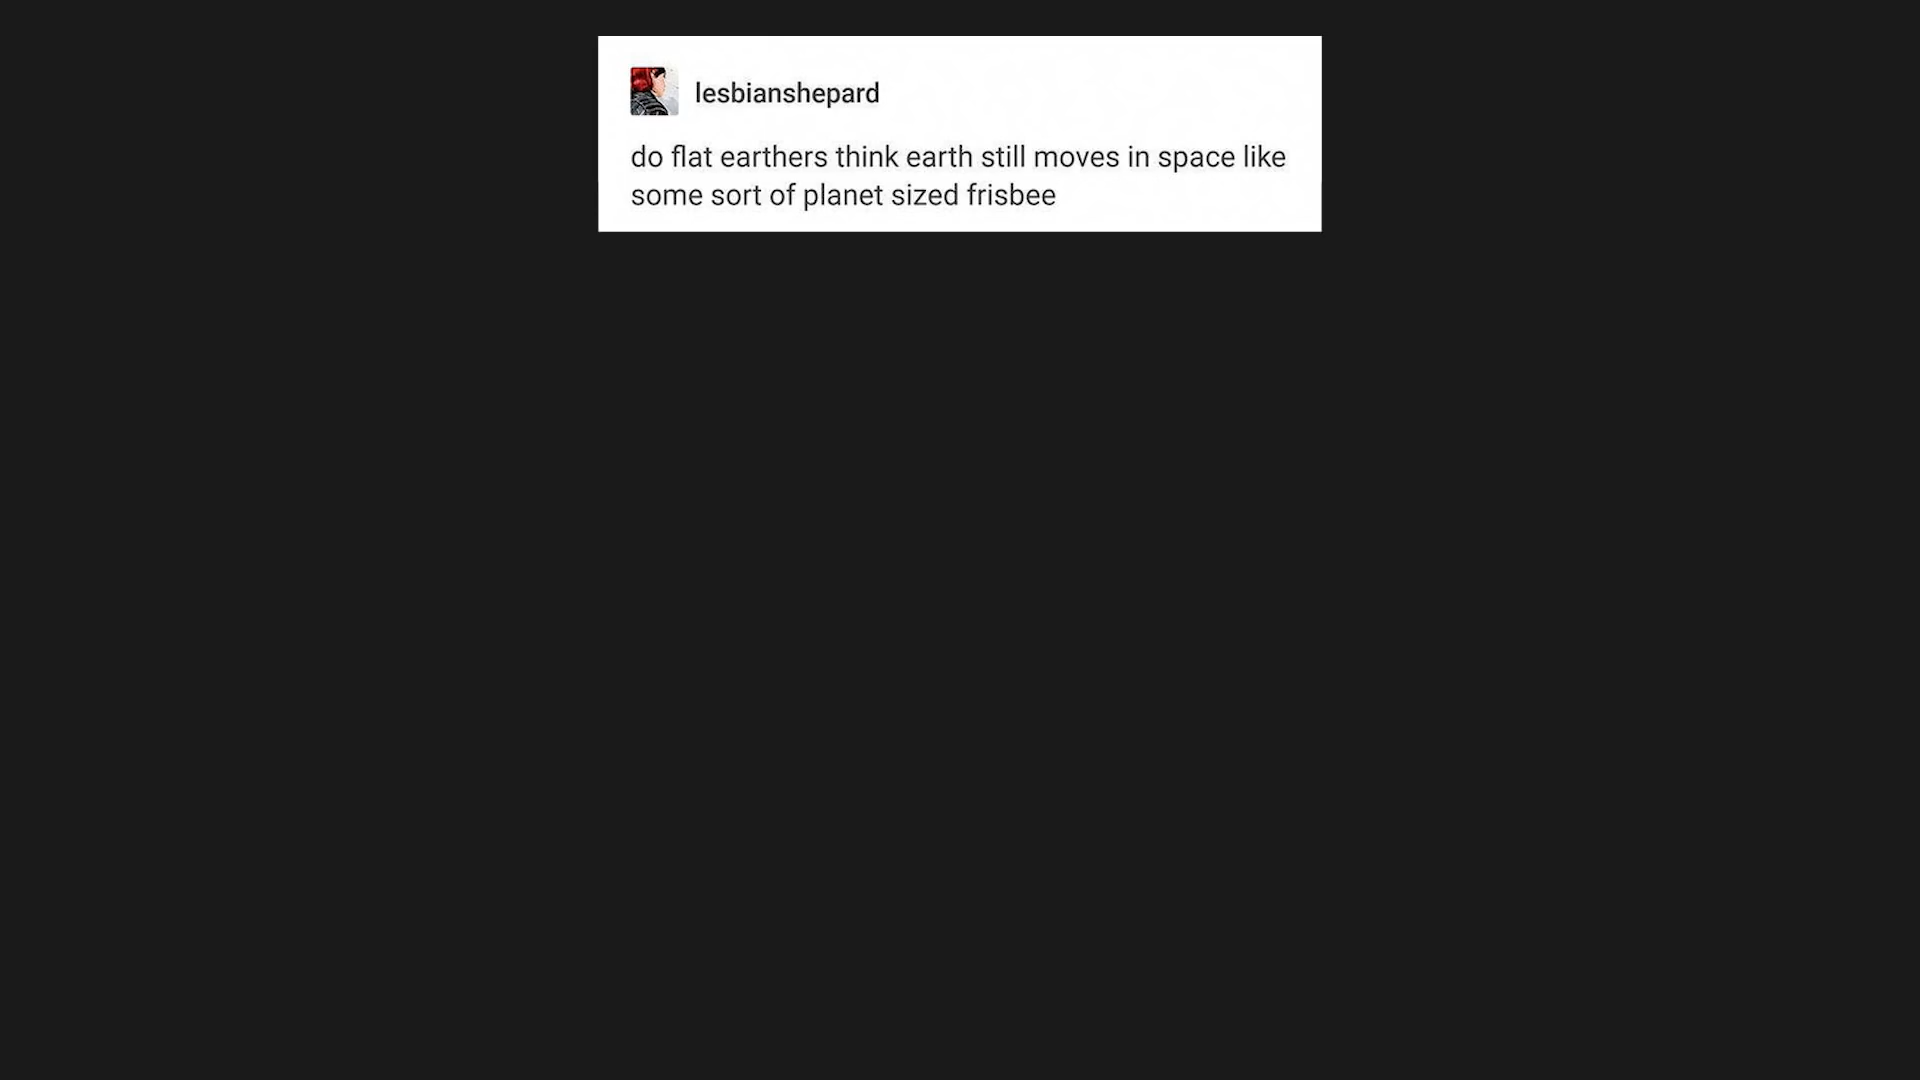 lesbianshepard
do flat earthers think earth still moves in space like
some sort of planet sized frisbee